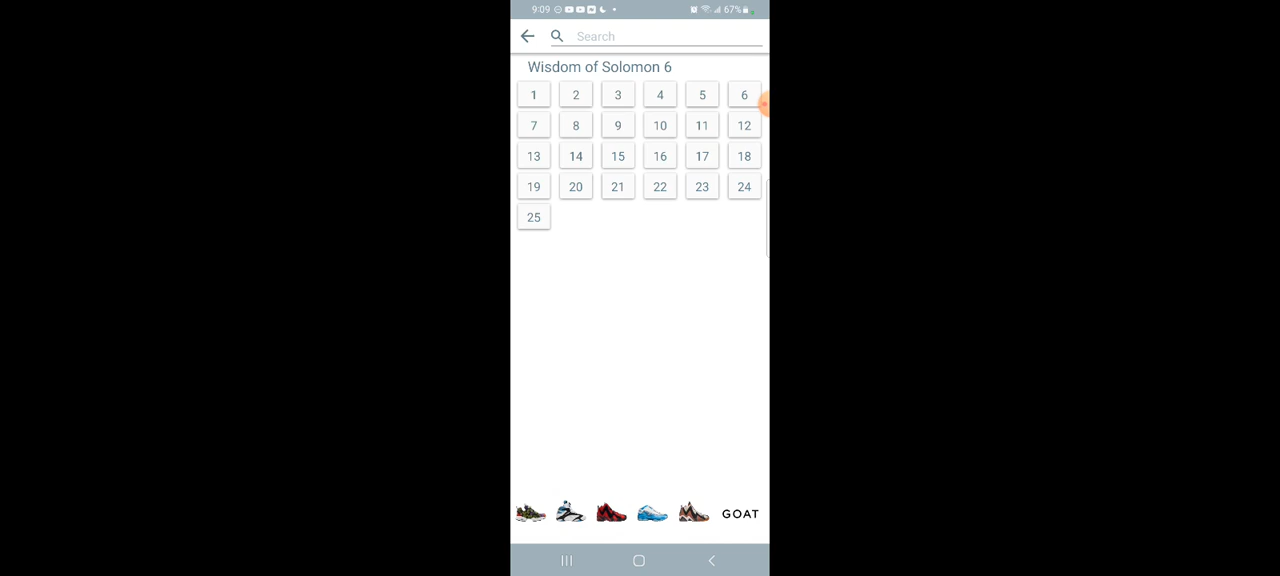 9:09 67%
Search
Wisdom of Solomon 6
1 2 3 4 5 6
7 8 9 10 11 12
13 14 15 16 17 18
19 20 21 22 23 24
25
GOAT